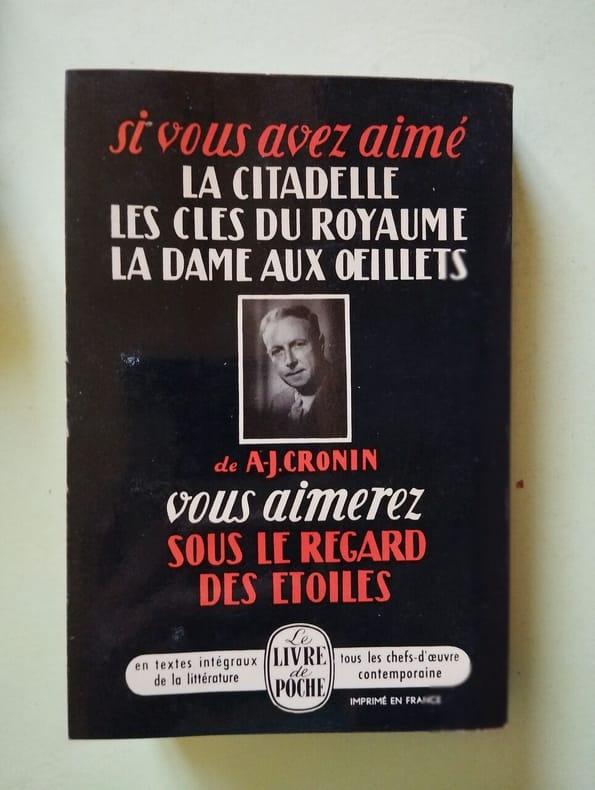 si vous avez aimé
LA CITADELLE
LES CLES DU ROYAUME
LA DAME AUX ŒILLETS
de A-J. CRONIN
vous aimerez
SOUS LE REGARD
DES ETOILES
en textes intégraux
de la littérature
Le
LIVRE
de
POCHE
tous les chefs-d'œuvre
contemporaine
IMPRIMÉ EN FRANCE